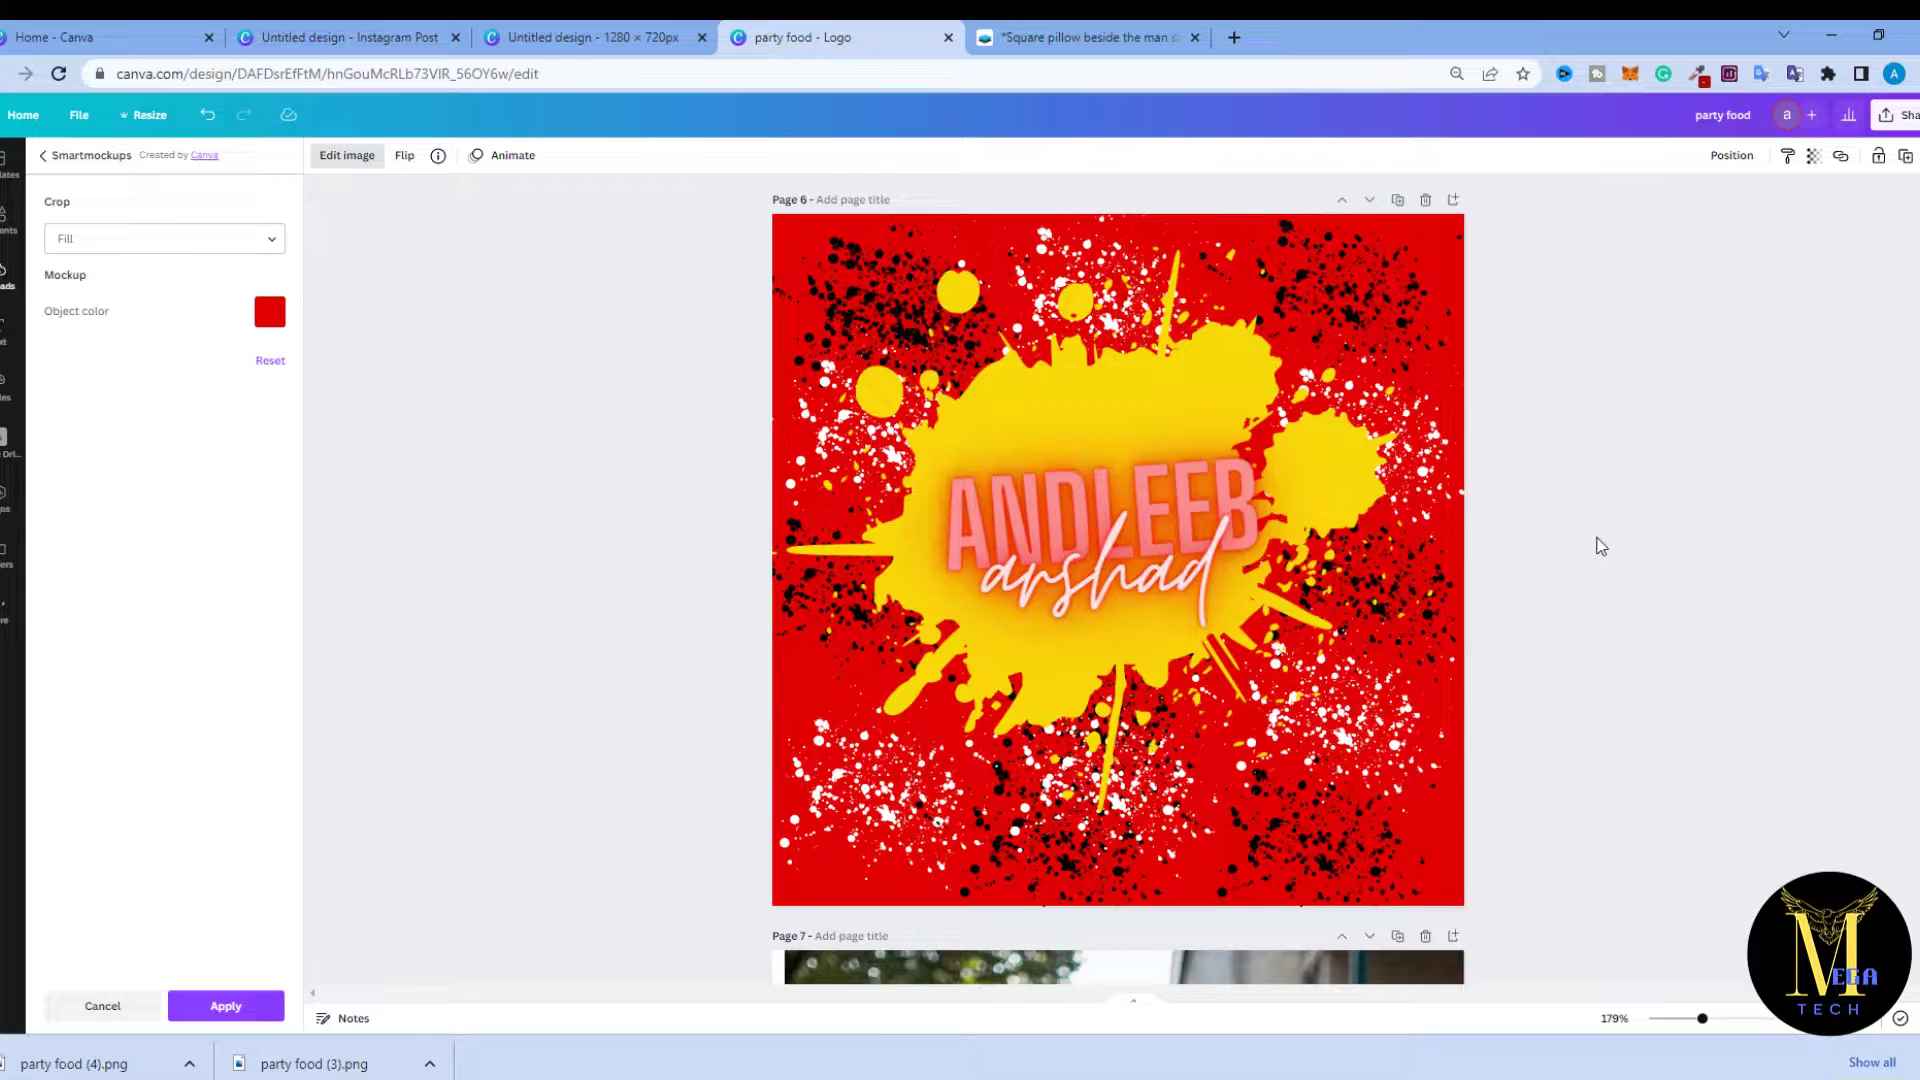 Home - Canva
Untitled design - Instagram Post
Untitled design - 1280 × 720px
party food - Logo
*Square pillow beside the man s
canva.com/design/DAFDsrEfFtM/hnGouMcRLb73VlR_56OY6w/edit
A
Home
File
Resize
party food
a
Sha
Smartmockups
Created by Canva
Edit image
Flip
Animate
Position
Crop
Fill
Mockup
Object color
Reset
Page 6 - Add page title
ANDLEEB
arshad
Page 7 - Add page title
Cancel
Apply
Notes
179%
MEGA
TECH
party food (4).png
party food (3).png
Show all